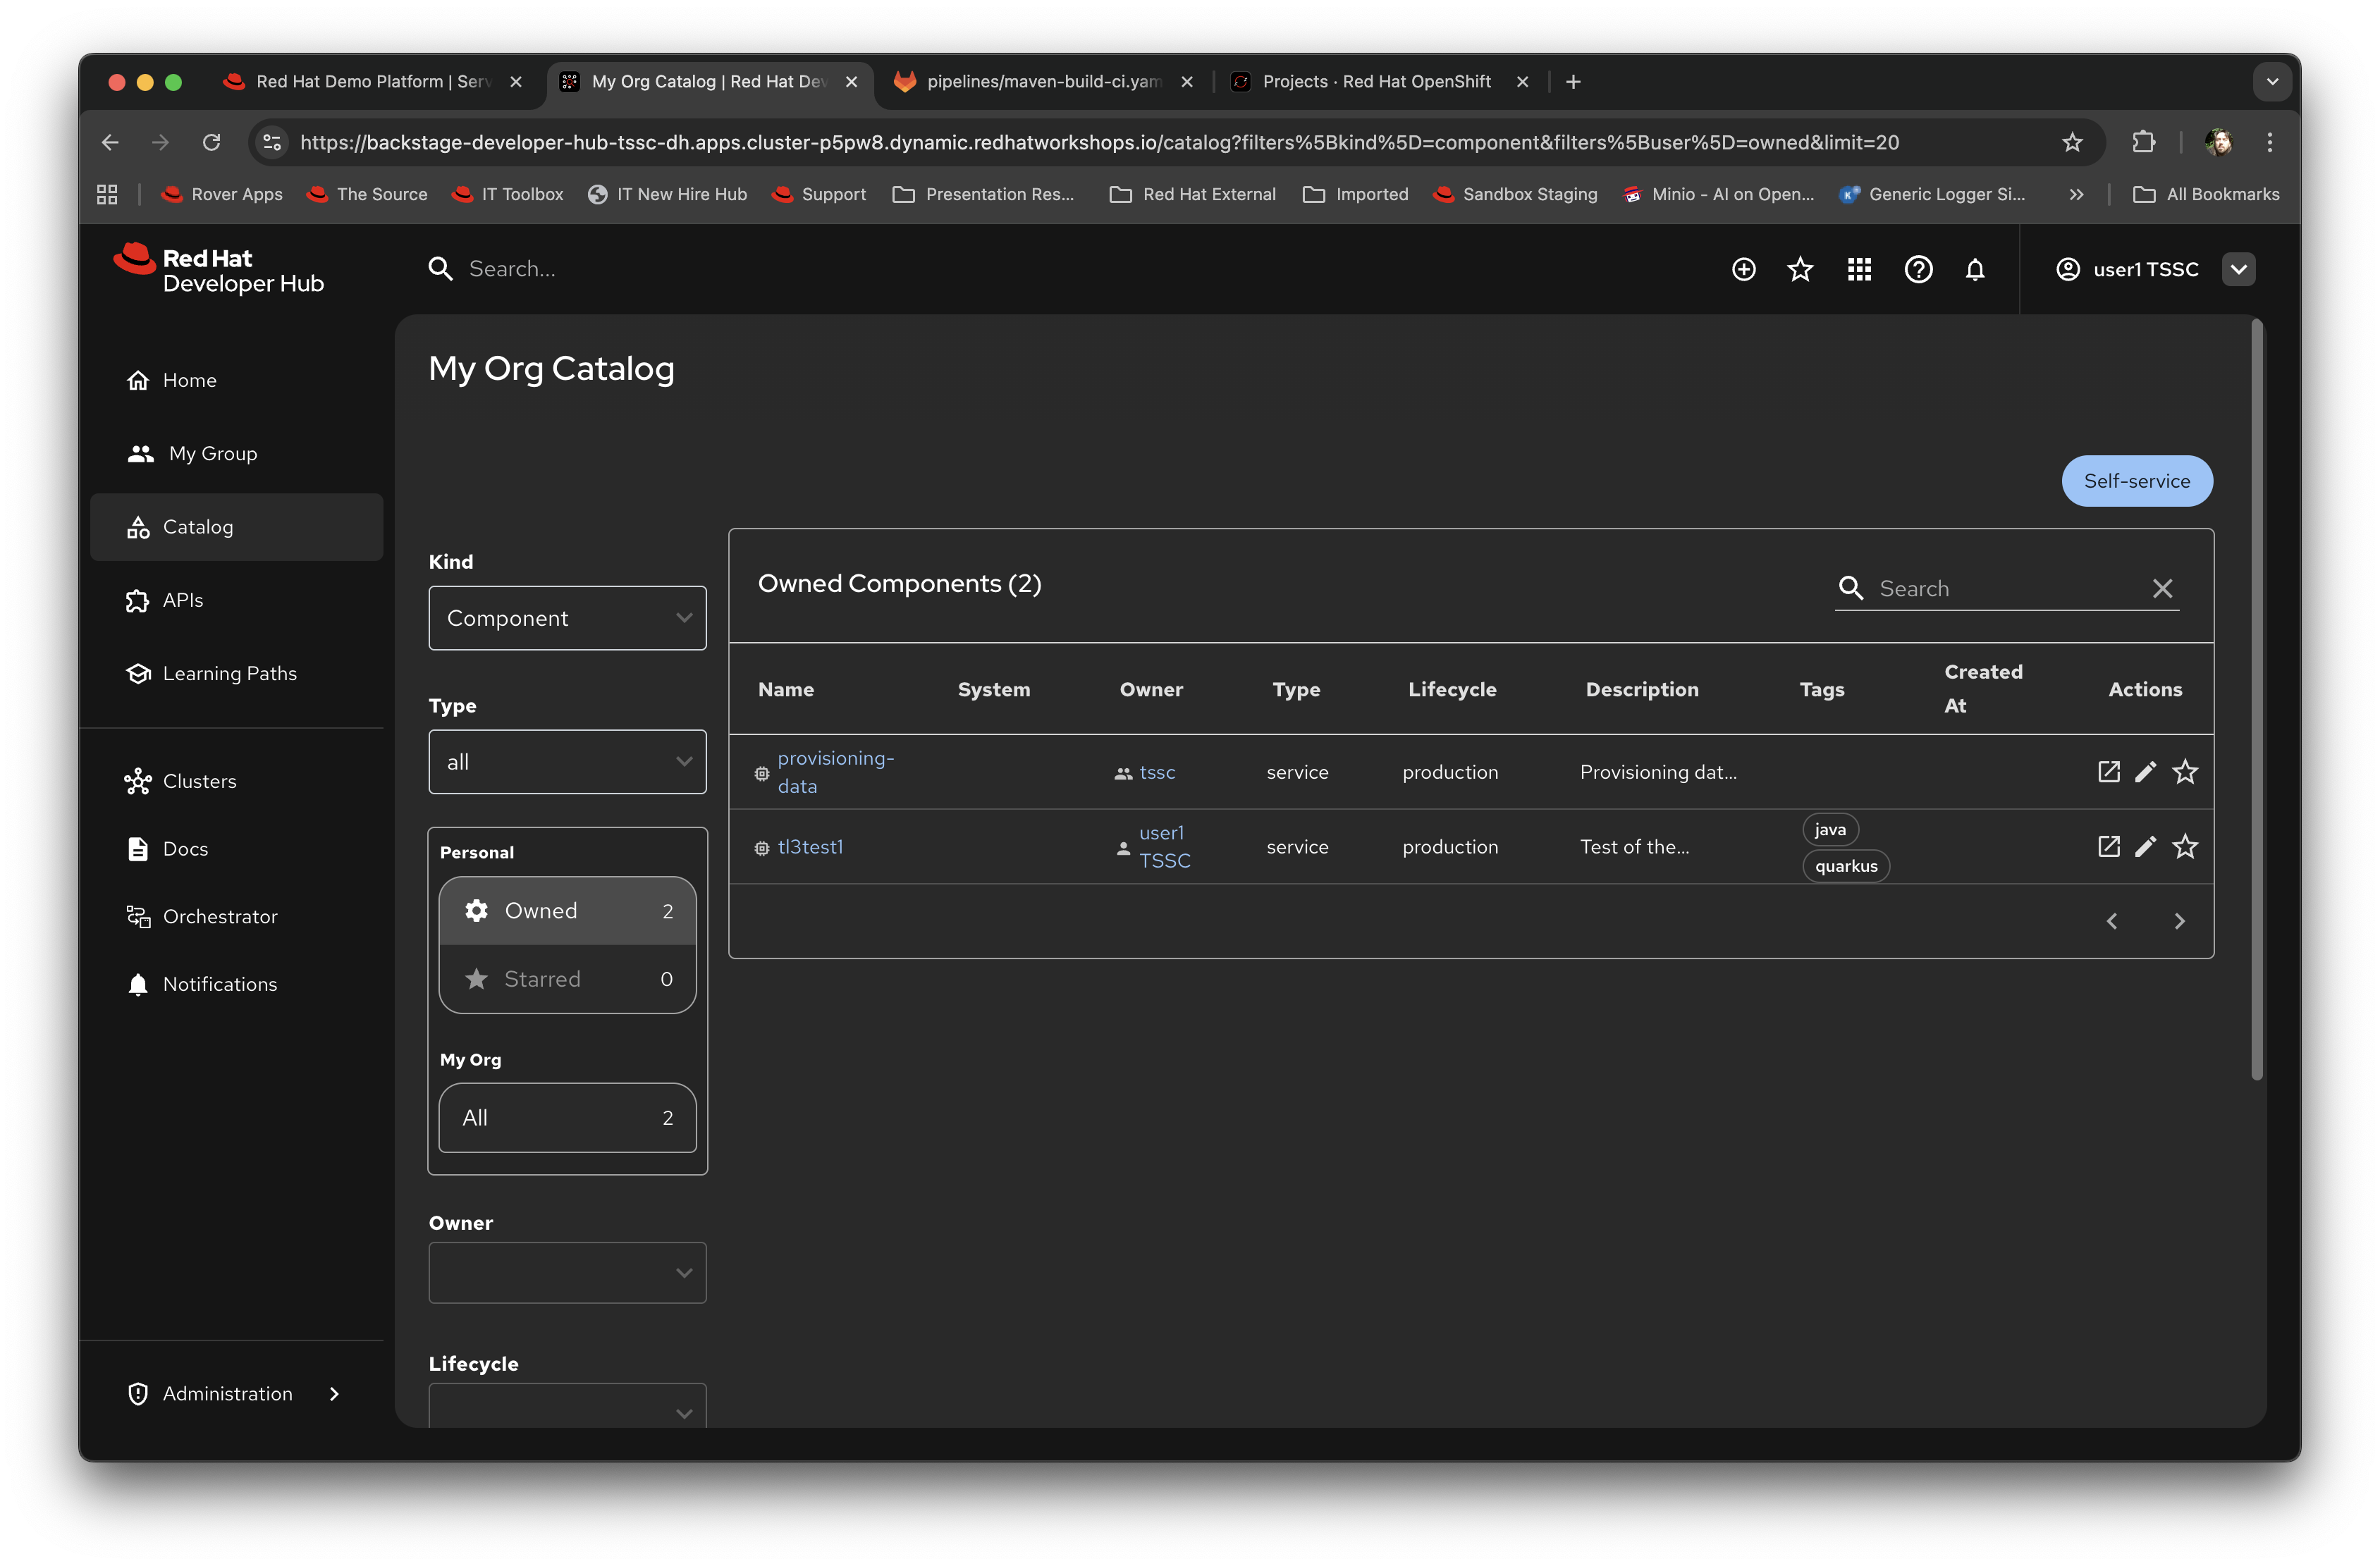 Red Hat Demo Platform | Serv
My Org Catalog | Red Hat Dev
pipelines/maven-build-ci.yam
Projects · Red Hat OpenShift
https://backstage-developer-hub-tssc-dh.apps.cluster-p5pw8.dynamic.redhatworkshops.io/catalog?filters%5Bkind%5D=component&filters%5Buser%5D=owned&limit=20
Rover Apps
The Source
IT Toolbox
IT New Hire Hub
Support
Presentation Res...
Red Hat External
Imported
Sandbox Staging
Minio - AI on Open...
Generic Logger Si...
All Bookmarks
Red Hat
Developer Hub
Search...
user1 TSSC
Home
My Group
Catalog
APIs
Learning Paths
Clusters
Docs
Orchestrator
Notifications
Administration
My Org Catalog
Self-service
Kind
Component
Type
all
Personal
Owned 2
Starred 0
My Org
All 2
Owner
Lifecycle
Owned Components (2)
Search
Name System Owner Type Lifecycle Description Tags Created At Actions
provisioning-
data
tssc
service
production
Provisioning dat...
tl3test1
user1
TSSC
service
production
Test of the...
java
quarkus